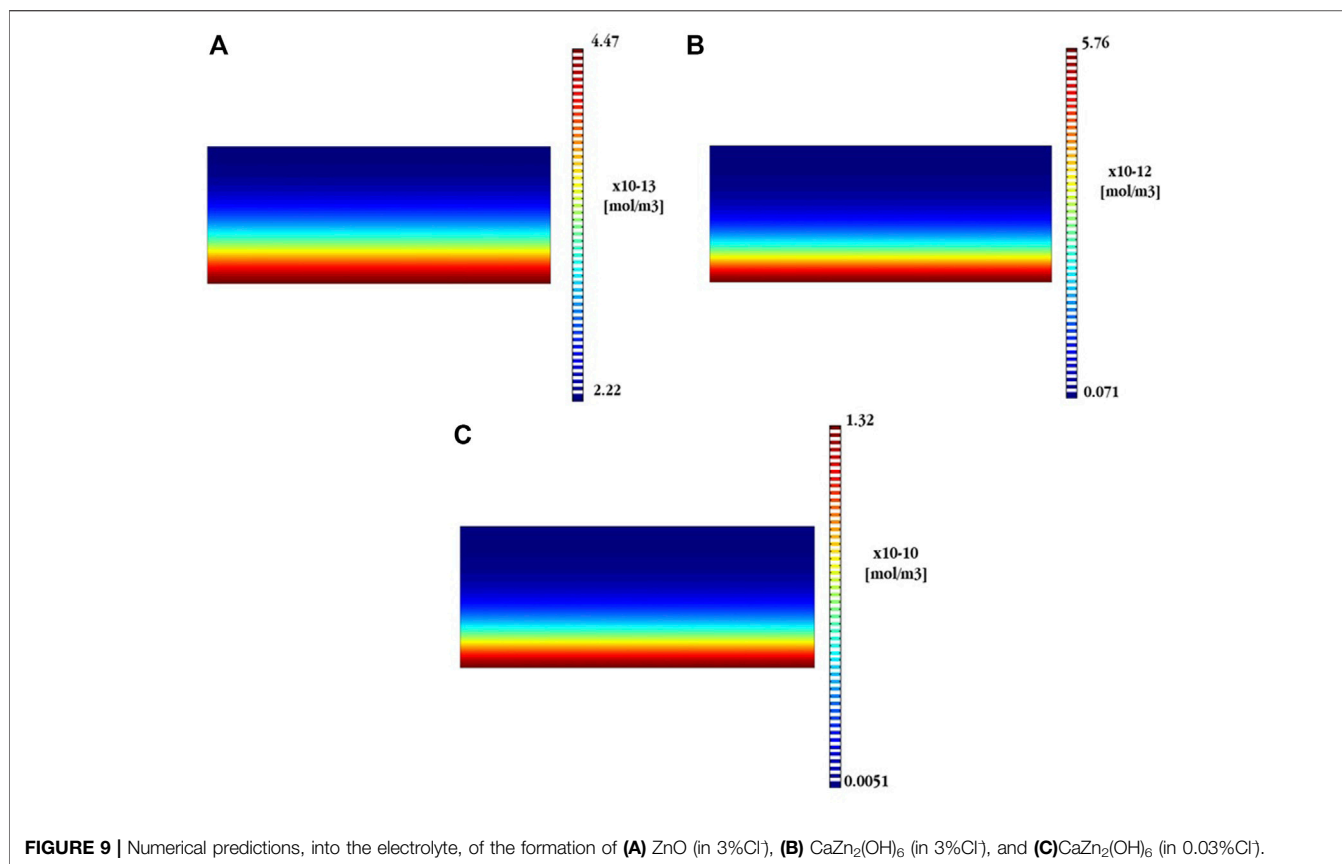 A
4.47
x10-13
[mol/m3]
2.22
B
5.76
x10-12
[mol/m3]
0.071
C
1.32
x10-10
[mol/m3]
0.0051
FIGURE 9 | Numerical predictions, into the electrolyte, of the formation of (A) ZnO (in 3%Cl⁻), (B) CaZn₂(OH)₆ (in 3%Cl⁻), and (C)CaZn₂(OH)₆ (in 0.03%Cl⁻).